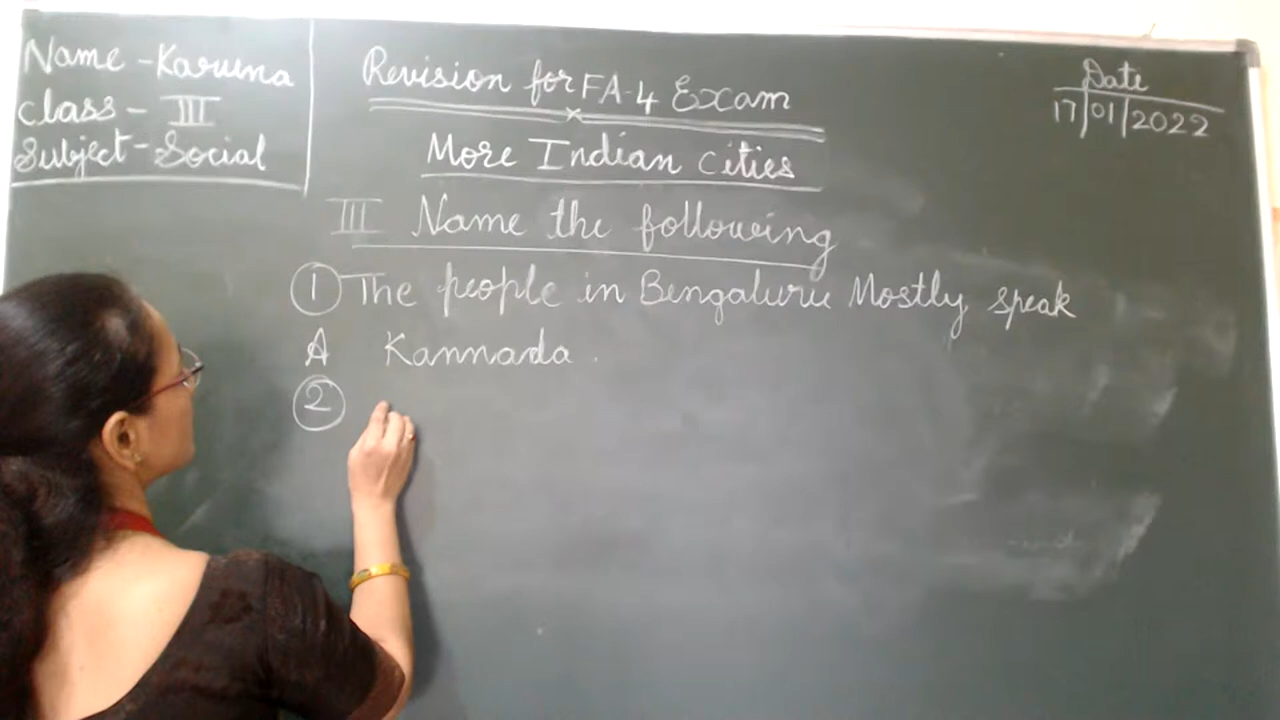 Name - Karuna
Class - III
Subject - Social
Revision for FA-4 Exam
Date
17/01/2022
More Indian Cities
III Name the following
1 The people in Bengaluru Mostly speak
A Kannada.
2